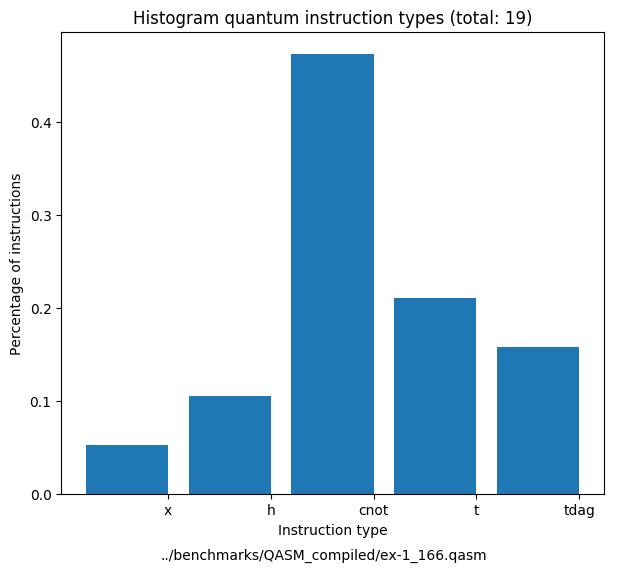 Histogram quantum instruction types (total: 19)
Percentage of instructions
0.4
0.3
0.2
0.1
0.0
x h cnot t tdag
Instruction type
../benchmarks/QASM_compiled/ex-1_166.qasm